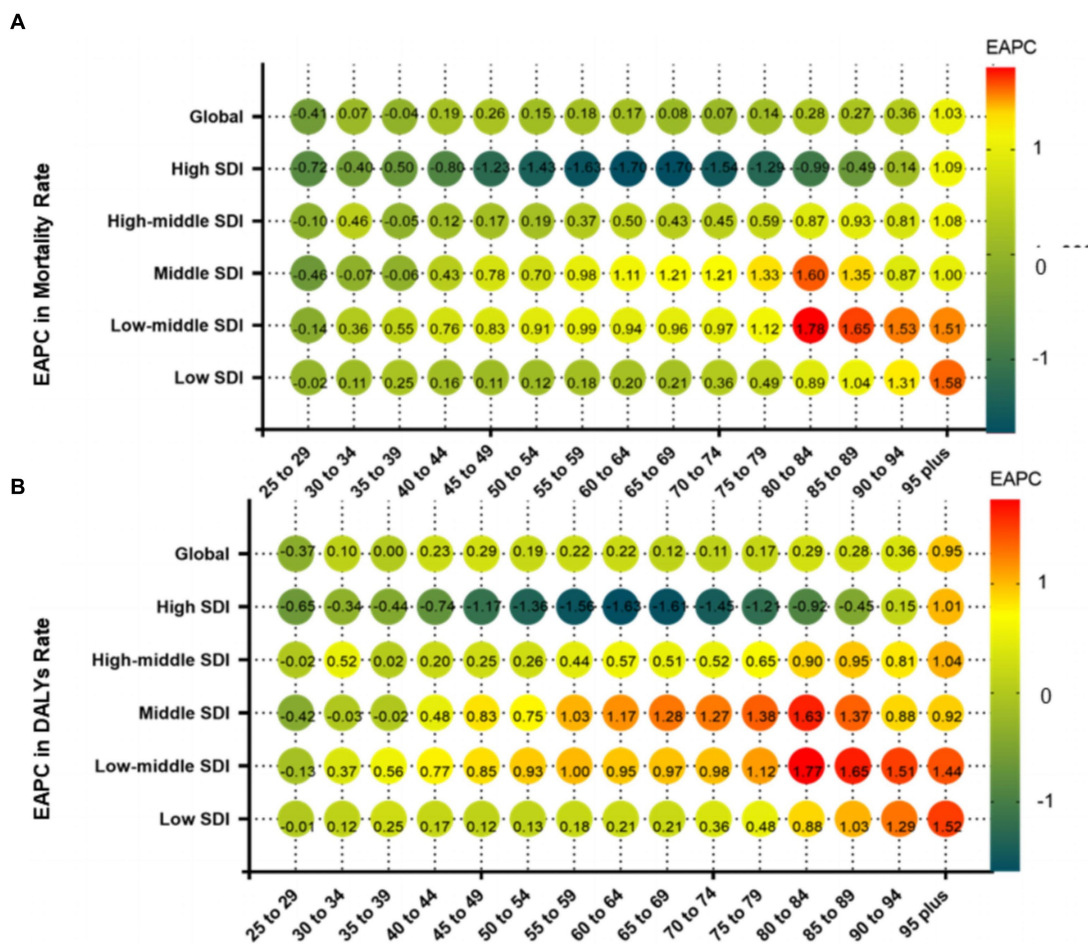 A
EAPC
EAPC in Mortality Rate
Global -0.41 0.07 -0.04 0.19 0.26 0.15 0.18 0.17 0.08 0.07 0.14 0.28 0.27 0.36 1.03
High SDI -0.72 -0.40 -0.50 -0.80 -1.23 -1.43 -1.63 -1.70 -1.70 -1.54 -1.29 -0.99 -0.49 0.14 1.09
High-middle SDI -0.10 0.46 -0.05 0.12 0.17 0.19 0.37 0.50 0.43 0.45 0.59 0.87 0.93 0.81 1.08
Middle SDI -0.46 -0.07 -0.06 0.43 0.78 0.70 0.98 1.11 1.21 1.21 1.33 1.60 1.35 0.87 1.00
Low-middle SDI -0.14 0.36 0.55 0.76 0.83 0.91 0.99 0.94 0.96 0.97 1.12 1.78 1.65 1.53 1.51
Low SDI -0.02 0.11 0.25 0.16 0.11 0.12 0.18 0.20 0.21 0.36 0.49 0.89 1.04 1.31 1.58
1
0
-1
25 to 29 30 to 34 35 to 39 40 to 44 45 to 49 50 to 54 55 to 59 60 to 64 65 to 69 70 to 74 75 to 79 80 to 84 85 to 89 90 to 94 95 plus
B
EAPC
EAPC in DALYs Rate
Global -0.37 0.10 -0.00 0.23 0.29 0.19 0.22 0.22 0.12 0.11 0.17 0.29 0.28 0.36 0.95
High SDI -0.65 -0.34 -0.44 -0.74 -1.17 -1.36 -1.56 -1.63 -1.61 -1.45 -1.21 -0.92 -0.45 0.15 1.01
High-middle SDI -0.02 0.52 0.02 0.20 0.25 0.26 0.44 0.57 0.51 0.52 0.65 0.90 0.95 0.81 1.04
Middle SDI -0.42 -0.03 -0.02 0.48 0.83 0.75 1.03 1.17 1.28 1.27 1.38 1.63 1.37 0.88 0.92
Low-middle SDI -0.13 0.37 0.56 0.77 0.85 0.93 1.00 0.95 0.97 0.98 1.12 1.77 1.65 1.51 1.44
Low SDI -0.01 0.12 0.25 0.17 0.12 0.13 0.18 0.21 0.21 0.36 0.48 0.88 1.03 1.29 1.52
1
0
-1
25 to 29 30 to 34 35 to 39 40 to 44 45 to 49 50 to 54 55 to 59 60 to 64 65 to 69 70 to 74 75 to 79 80 to 84 85 to 89 90 to 94 95 plus